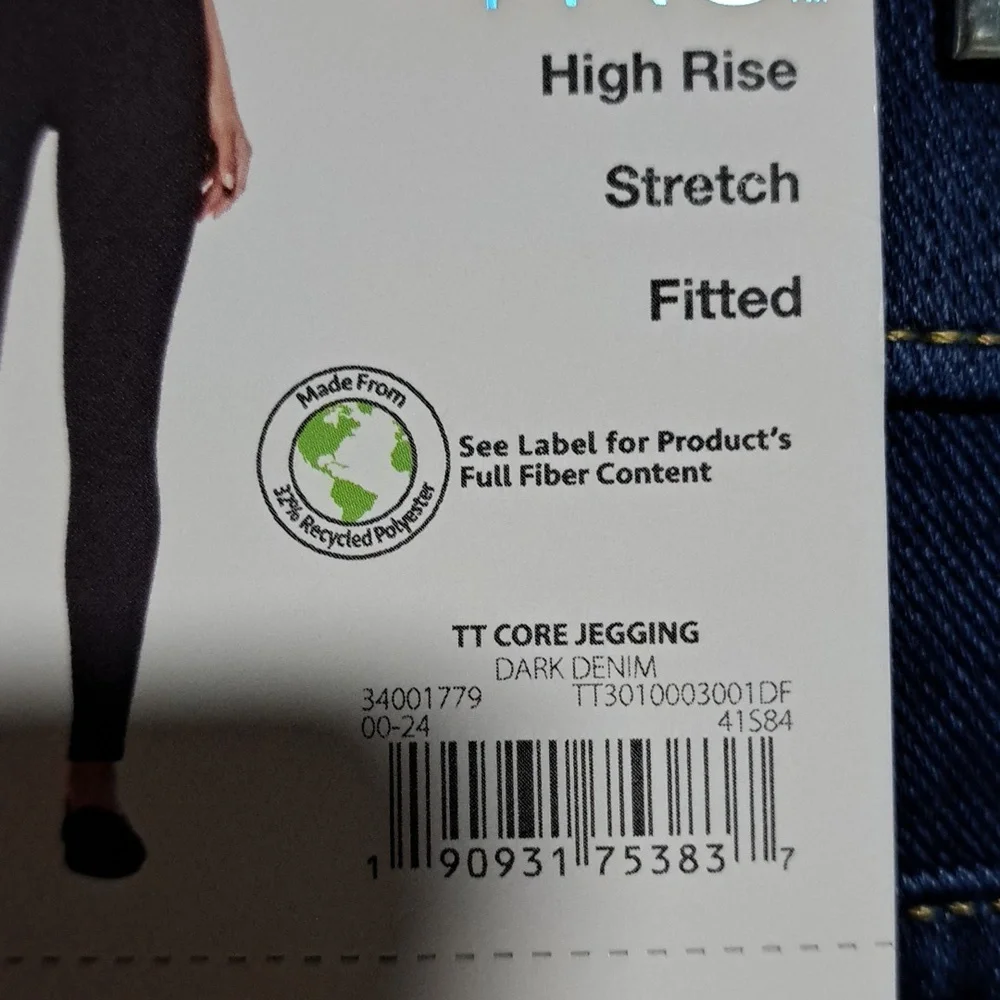 High Rise
Stretch
Fitted
Made From
32% Recycled Polyester
See Label for Product's
Full Fiber Content
TT CORE JEGGING
DARK DENIM
34001779 TT3010003001DF
00-24 41S84
1 90931 75383 7